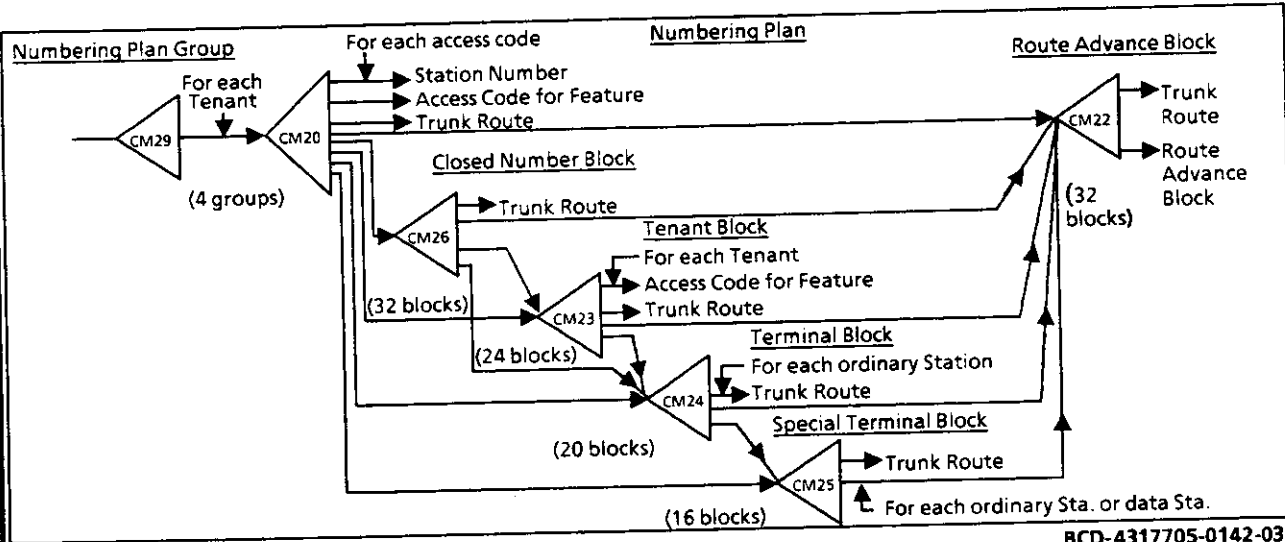 Numbering Plan Group
For each access code
Numbering Plan
Route Advance Block
For each
Tenant
Station Number
Access Code for Feature
Trunk Route
CM29
CM20
(4 groups)
CM22
Trunk
Route
Route
Advance
Block
(32
blocks)
Closed Number Block
CM26
Trunk Route
(32 blocks)
Tenant Block
For each Tenant
Access Code for Feature
Trunk Route
CM23
(24 blocks)
Terminal Block
For each ordinary Station
Trunk Route
CM24
(20 blocks)
Special Terminal Block
Trunk Route
CM25
For each ordinary Sta. or data Sta.
(16 blocks)
BCD-4317705-0142-03